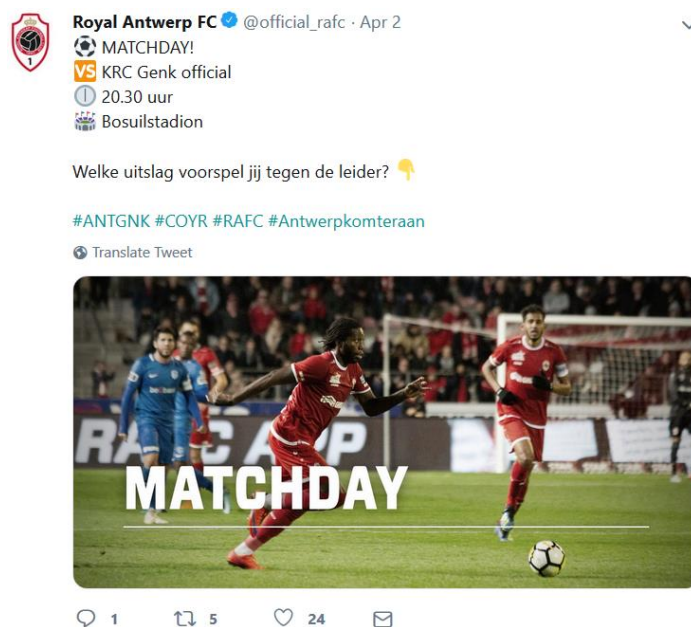 Royal Antwerp FC @official_rafc · Apr 2
MATCHDAY!
VS KRC Genk official
20.30 uur
Bosuilstadion
Welke uitslag voorspel jij tegen de leider?
#ANTGNK #COYR #RAFC #Antwerpkomteraan
Translate Tweet
MATCHDAY
1 5 24